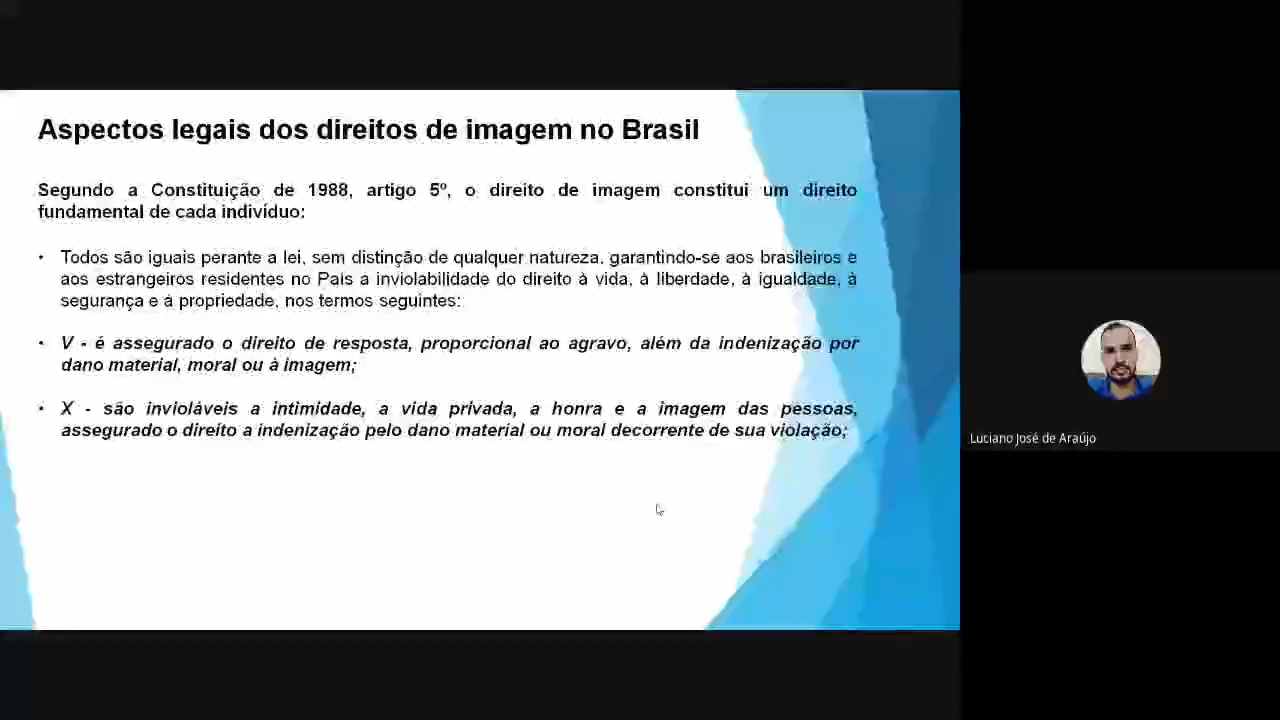 Aspectos legais dos direitos de imagem no Brasil
Segundo a Constituição de 1988, artigo 5º, o direito de imagem constitui um direito
fundamental de cada indivíduo:
• Todos são iguais perante a lei, sem distinção de qualquer natureza, garantindo-se aos brasileiros e
aos estrangeiros residentes no País a inviolabilidade do direito à vida, à liberdade, à igualdade, à
segurança e à propriedade, nos termos seguintes:
• V - é assegurado o direito de resposta, proporcional ao agravo, além da indenização por
dano material, moral ou à imagem;
• X - são invioláveis a intimidade, a vida privada, a honra e a imagem das pessoas,
assegurado o direito a indenização pelo dano material ou moral decorrente de sua violação;
Luciano José de Araújo